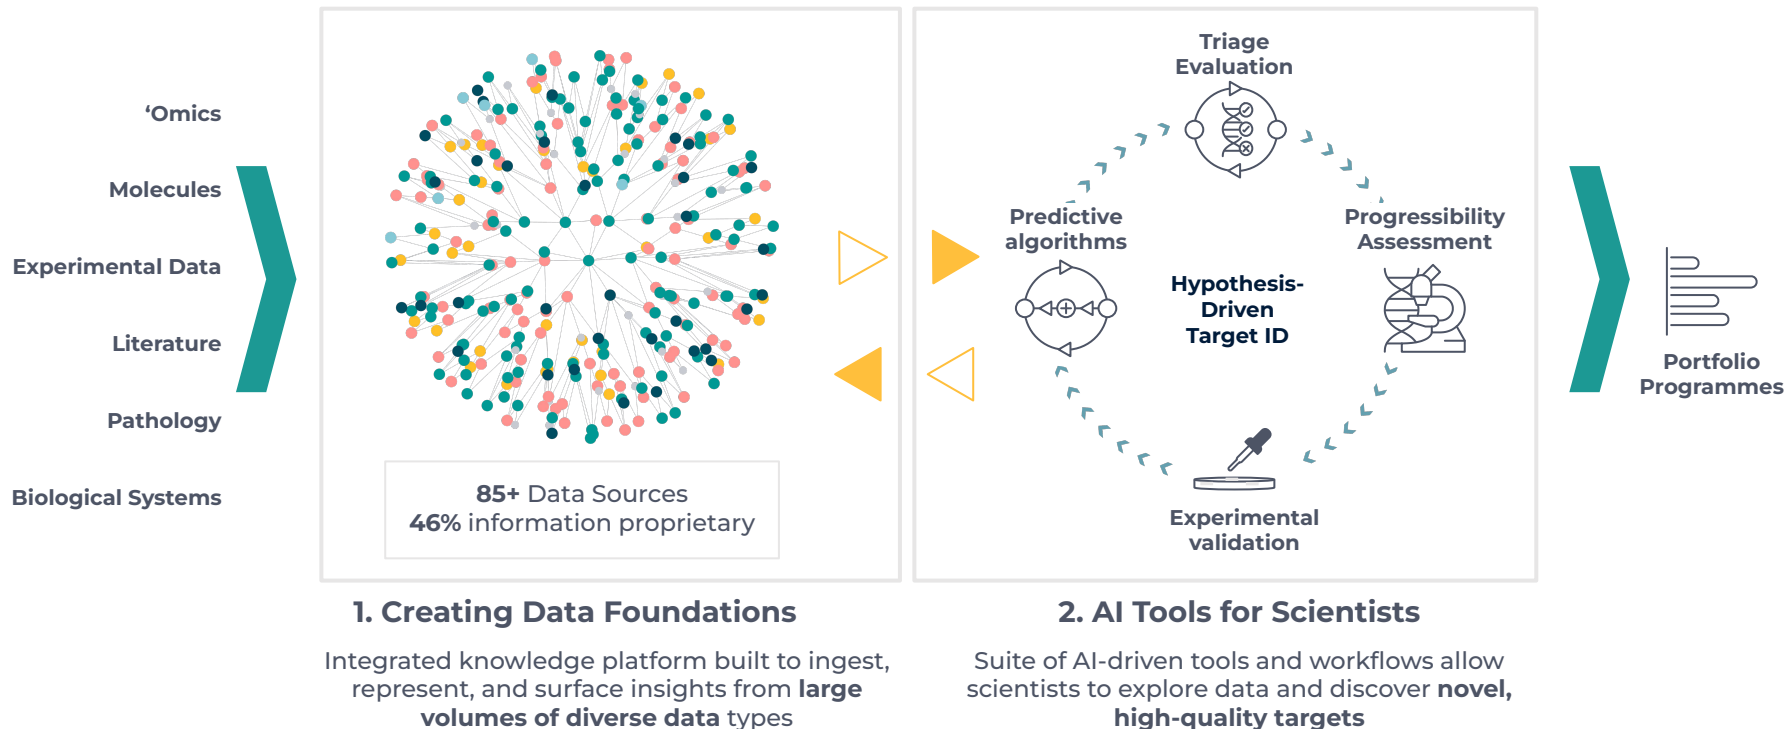 ‘Omics
Molecules
Experimental Data
Literature
Pathology
Biological Systems
85+ Data Sources
46% information proprietary
1. Creating Data Foundations
Integrated knowledge platform built to ingest,
represent, and surface insights from large
volumes of diverse data types
Triage
Evaluation
Predictive
algorithms
Progressibility
Assessment
Hypothesis-
Driven
Target ID
Experimental
validation
2. AI Tools for Scientists
Suite of AI-driven tools and workflows allow
scientists to explore data and discover novel,
high-quality targets
Portfolio
Programmes